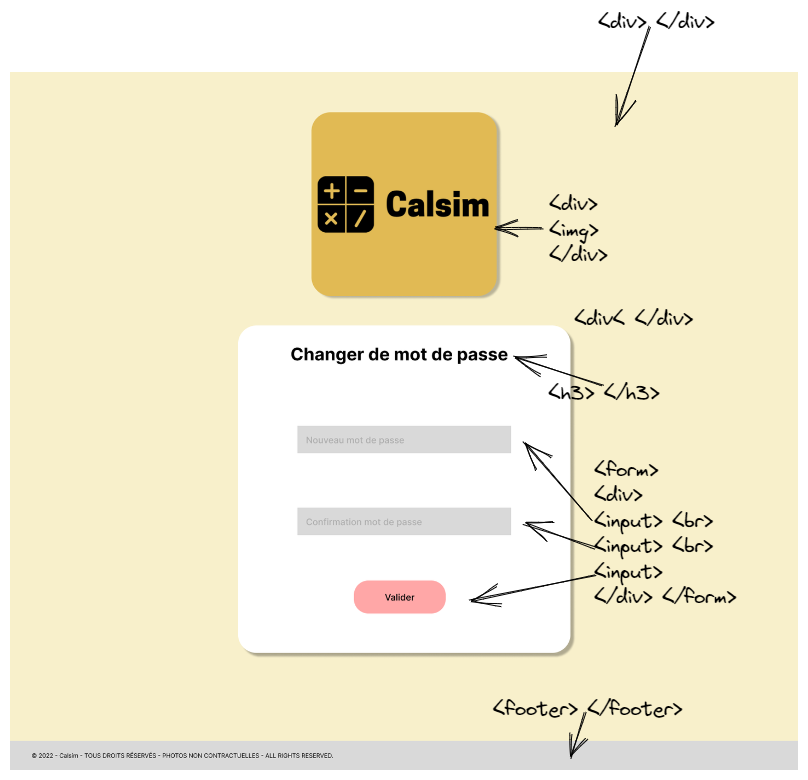 <div> </div>
Calsim
<div>
<img>
</div>
<div< </div>
Changer de mot de passe
<h3> </h3>
Nouveau mot de passe
<form>
<div>
<input> <br>
Confirmation mot de passe
<input> <br>
<input>
Valider
</div> </form>
<footer> </footer>
© 2022 - Calsim - TOUS DROITS RÉSERVÉS - PHOTOS NON CONTRACTUELLES - ALL RIGHTS RESERVED.